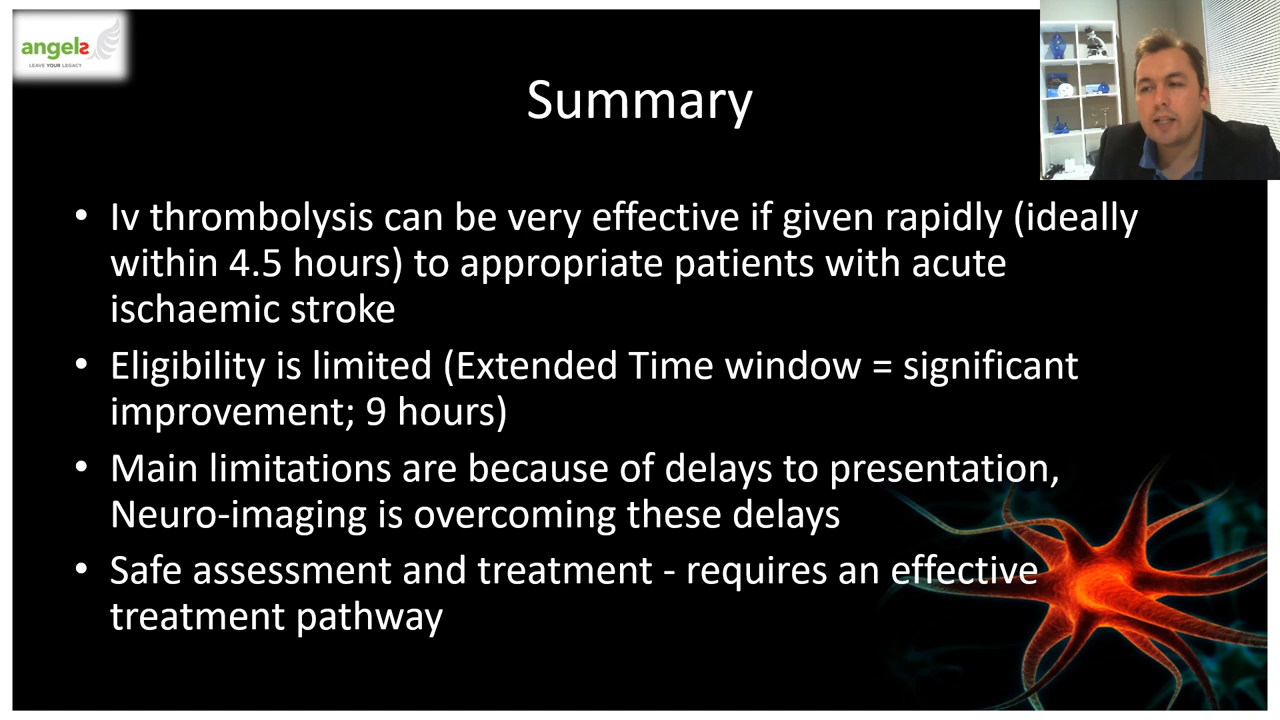 angels
LEAVE YOUR LEGACY
Summary
• Iv thrombolysis can be very effective if given rapidly (ideally
within 4.5 hours) to appropriate patients with acute
ischaemic stroke
• Eligibility is limited (Extended Time window = significant
improvement; 9 hours)
• Main limitations are because of delays to presentation,
Neuro-imaging is overcoming these delays
• Safe assessment and treatment - requires an effective
treatment pathway